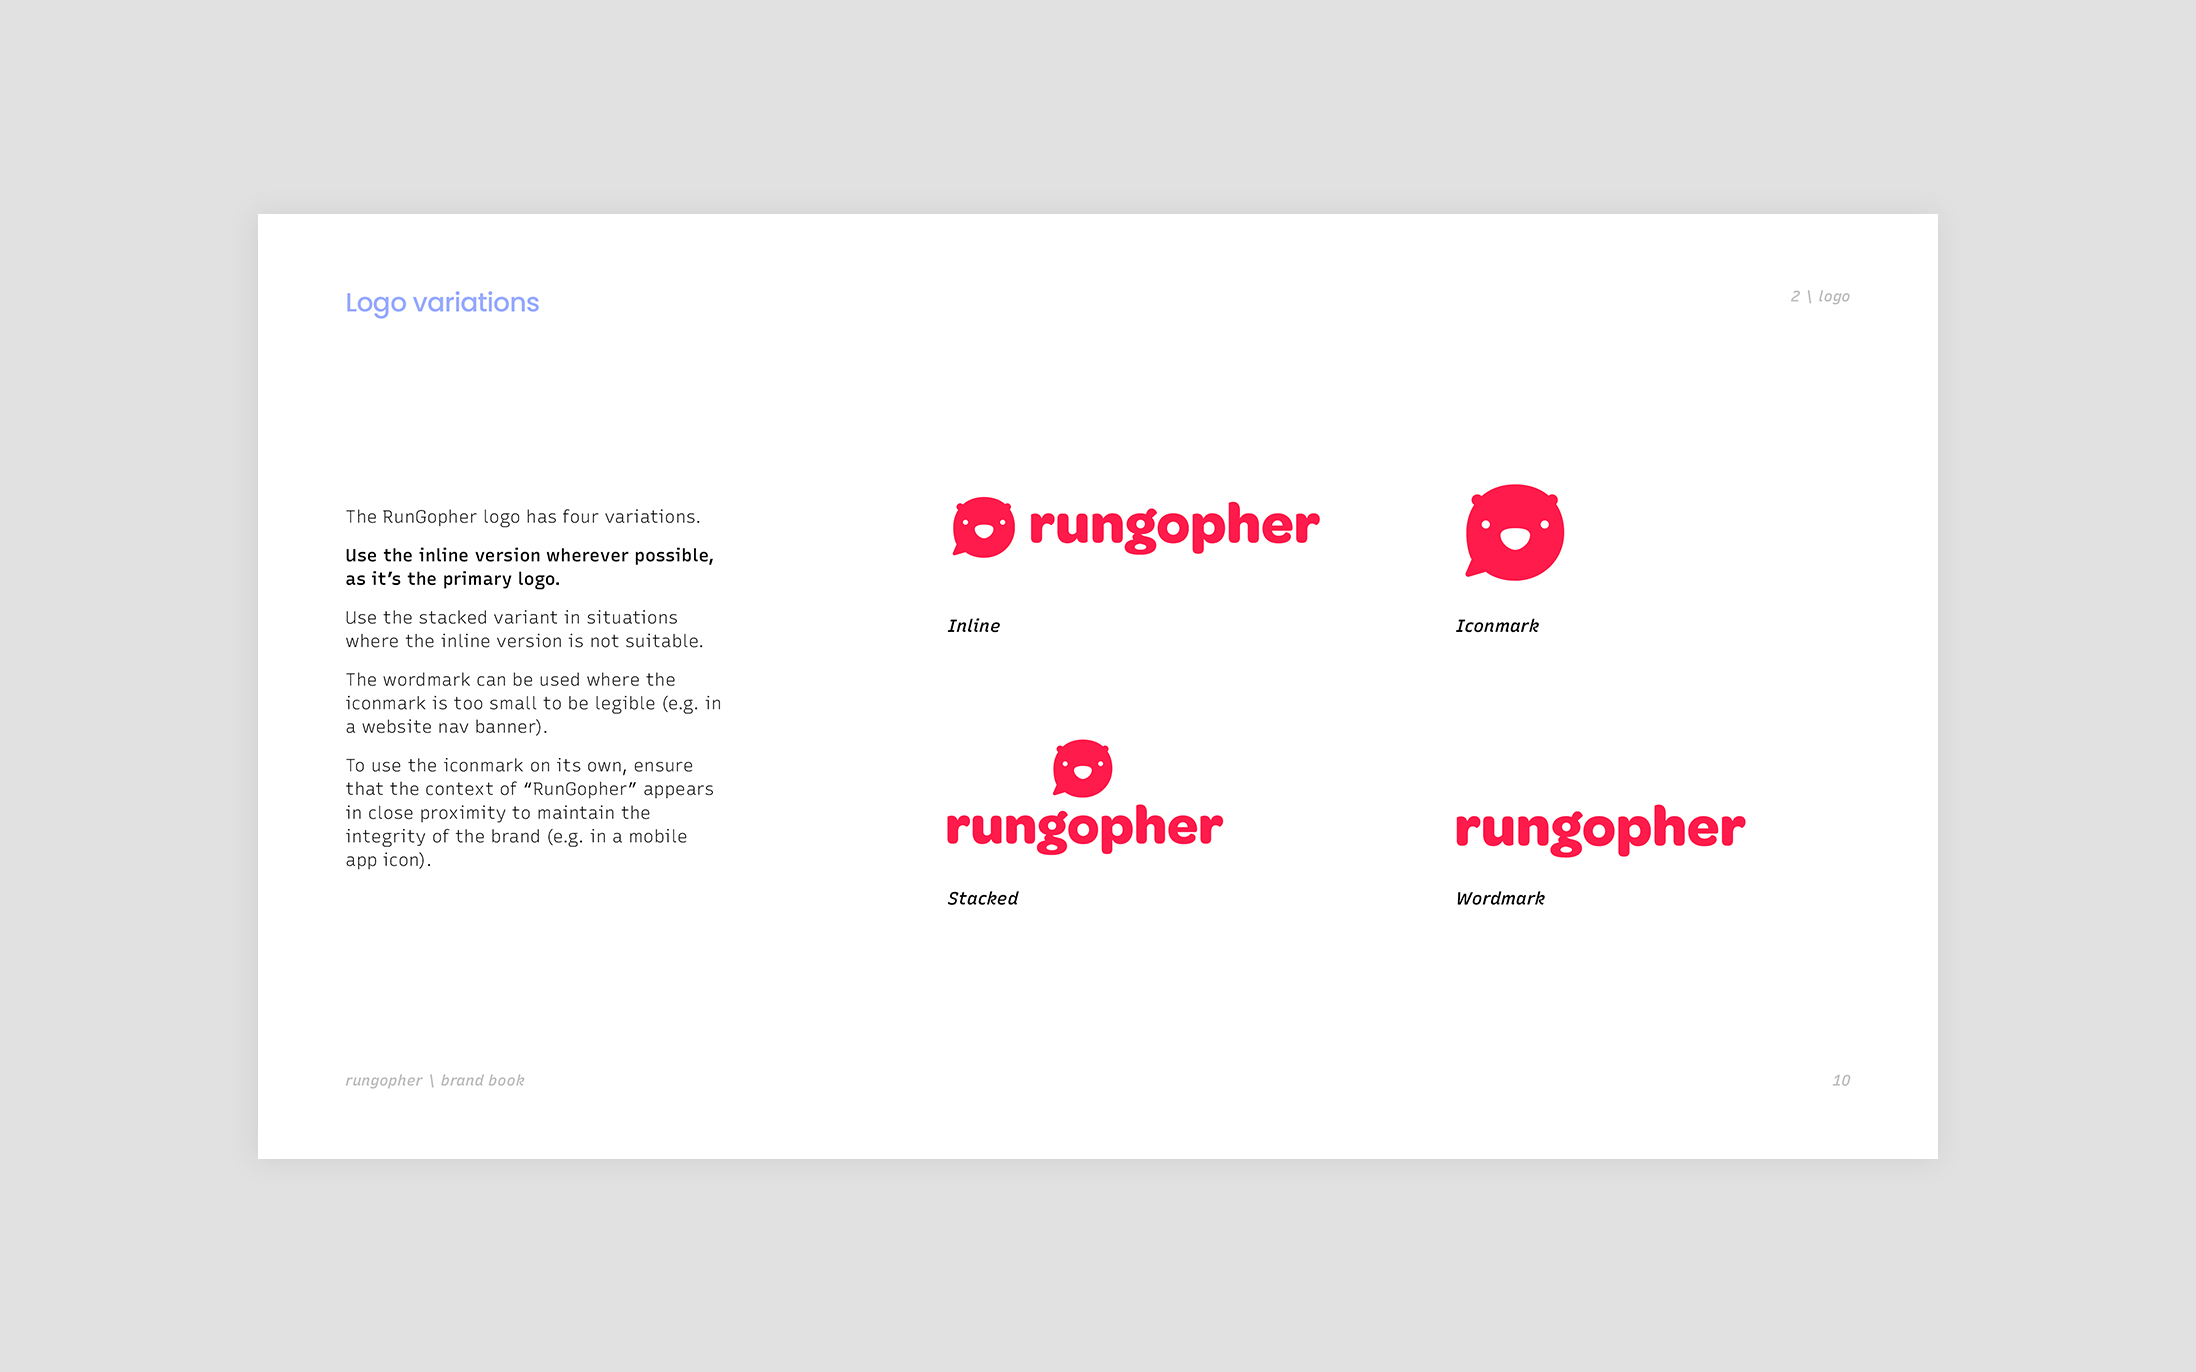 Logo variations
2 \ logo
The RunGopher logo has four variations.
Use the inline version wherever possible,
as it’s the primary logo.
Use the stacked variant in situations
where the inline version is not suitable.
The wordmark can be used where the
iconmark is too small to be legible (e.g. in
a website nav banner).
To use the iconmark on its own, ensure
that the context of “RunGopher” appears
in close proximity to maintain the
integrity of the brand (e.g. in a mobile
app icon).
rungopher
Inline
Iconmark
rungopher
Stacked
rungopher
Wordmark
rungopher \ brand book
10